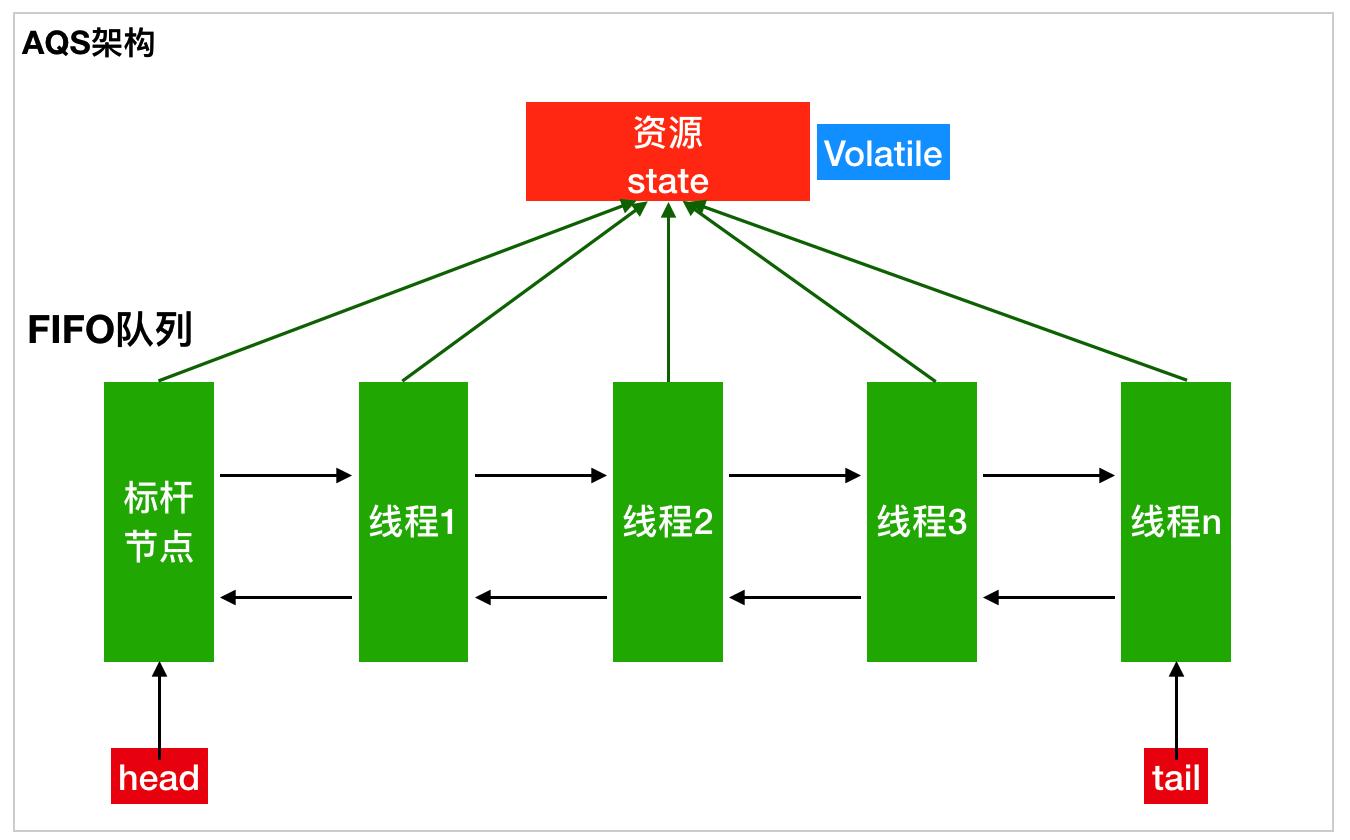 AQS架构
资源
state
Volatile
FIFO队列
标杆
节点
线程1
线程2
线程3
线程n
head
tail